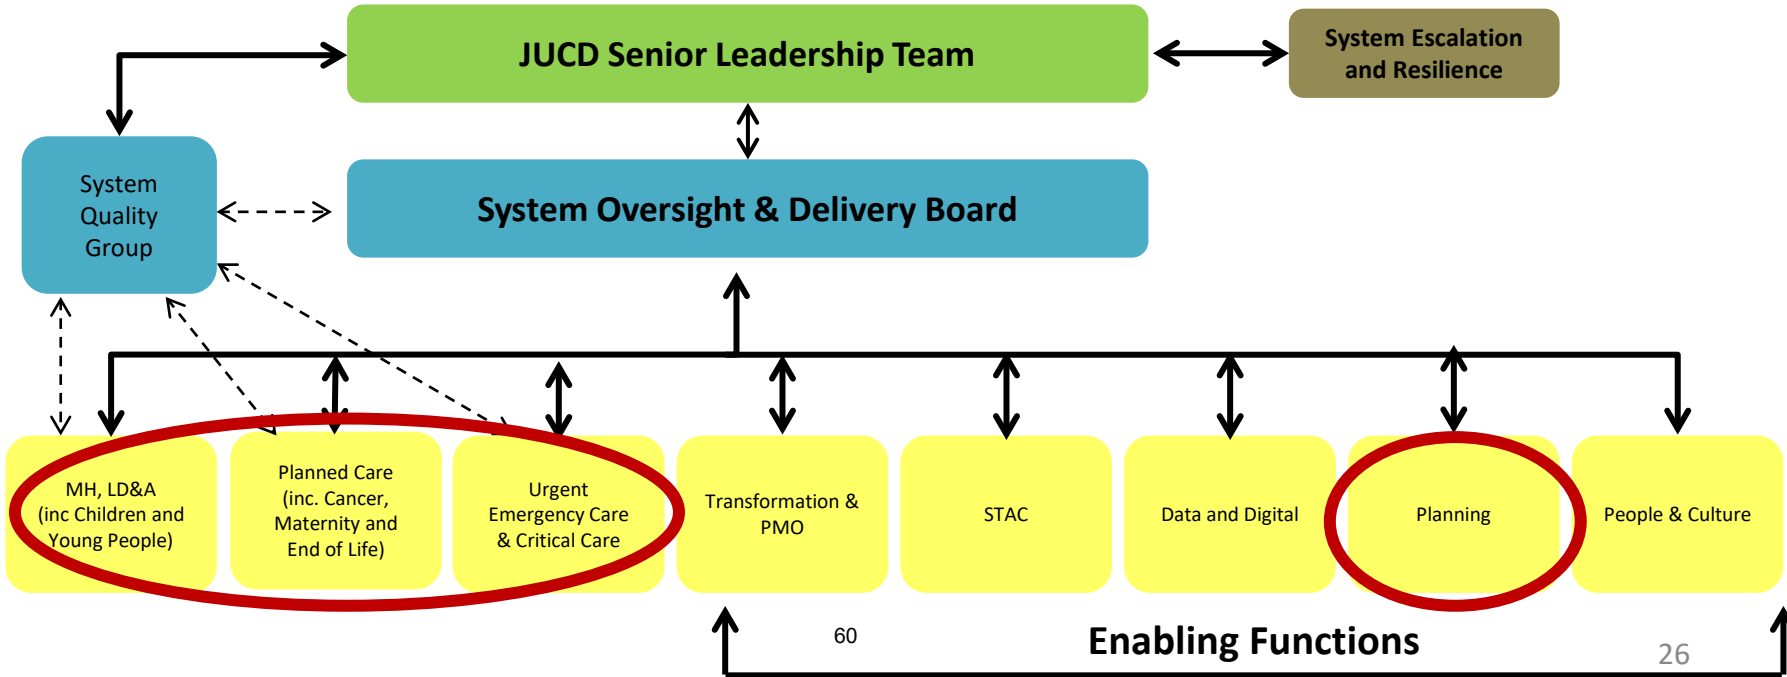 JUCD Senior Leadership Team
System Escalation
and Resilience
System
Quality
Group
System Oversight & Delivery Board
MH, LD&A
(inc Children and
Young People)
Planned Care
(inc. Cancer,
Maternity and
End of Life)
Urgent
Emergency Care
& Critical Care
Transformation &
PMO
STAC
Data and Digital
Planning
People & Culture
60
Enabling Functions
26